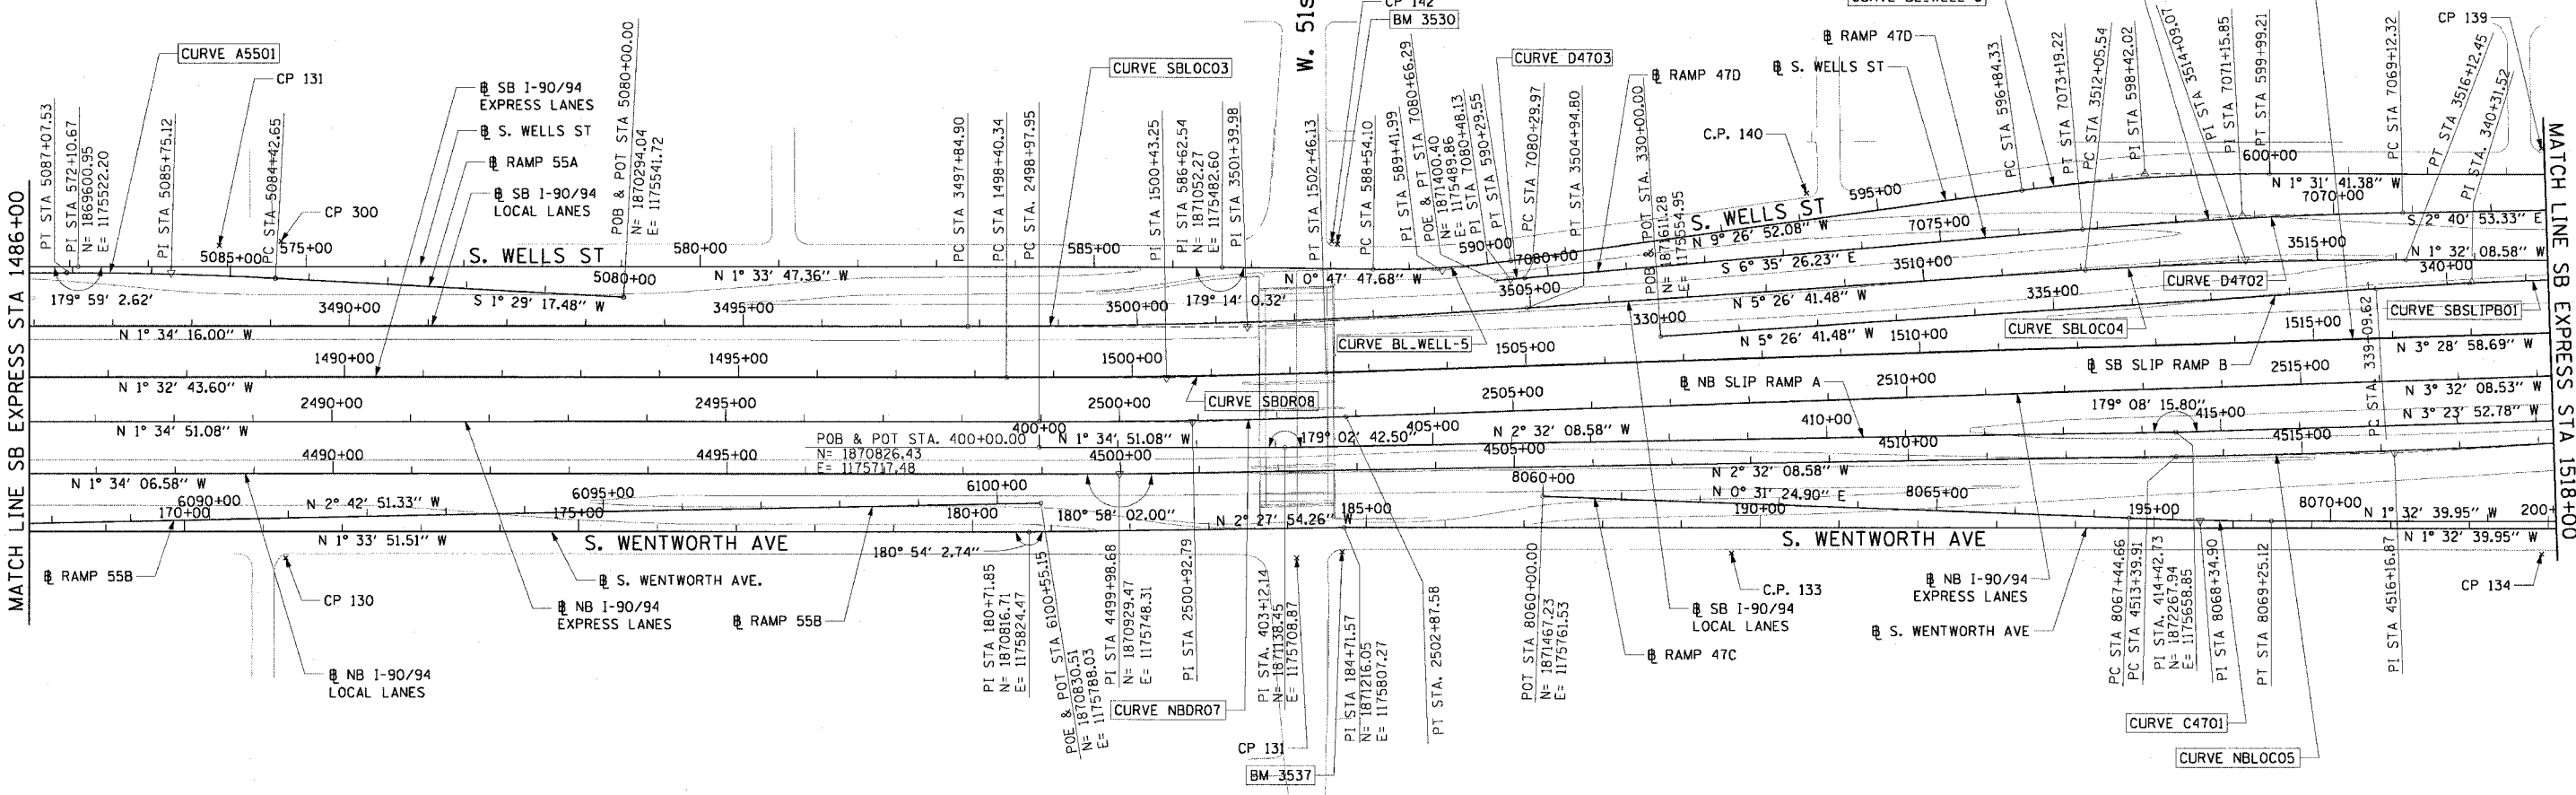 MATCH LINE SB EXPRESS STA 1486+00
PT STA 5087+07.53
PI STA 572+10.67
N= 1869600.95
E= 1175522.20
CURVE A5501
PI STA 5085+75.12
CP 131
PC STA 5084+42.65
CP 300
₧ SB I-90/94
EXPRESS LANES
₧ S. WELLS ST
₧ RAMP 55A
₧ SB I-90/94
LOCAL LANES
POB & POT STA 5080+00.00
N= 1870294.04
E= 1175541.72
PC STA 3497+84.90
PC STA 1498+40.34
PC STA. 2498+97.95
CURVE SBLOC03
PI STA 1500+43.25
PI STA 586+62.54
N= 1871052.27
E= 1175482.60
PI STA 3501+39.98
W. 51S
CP 142
BM 3530
PT STA 1502+46.13
PC STA 588+54.10
PI STA 589+41.99
POE & PT STA 7080+66.29
N= 1871400.40
E= 1175489.86
PI STA 7080+48.13
PT STA 590+29.55
CURVE D4703
PC STA 7080+29.97
PT STA 3504+94.80
₧ RAMP 47D
POB & POT STA. 330+00.00
N= 1871611.28
E= 1175554.95
₧ RAMP 47D
₧ S. WELLS ST
C.P. 140
PC STA 596+84.33
PT STA 7073+19.22
PC STA 3512+05.54
PI STA 598+42.02
PI STA 3514+09.07
PI STA 7071+15.85
PT STA 599+99.21
PC STA 7069+12.32
PT STA 3516+12.45
PI STA. 340+31.52
CP 139
MATCH LINE SB EXPRESS STA 1518+00
5085+00
575+00
S. WELLS ST
5080+00
580+00
N 1° 33' 47.36" W
585+00
179° 14' 0.32'
N 0° 47' 47.68" W
590+00
7080+00
S. WELLS ST
595+00
N 9° 26' 52.08" W
7075+00
600+00
N 1° 31' 41.38" W
7070+00
179° 59' 2.62'
S 1° 29' 17.48" W
3490+00
3495+00
3500+00
3505+00
S 6° 35' 26.23" E
3510+00
S 2° 40' 53.33" E
3515+00
N 1° 32' 08.58" W
N 1° 34' 16.00" W
N 5° 26' 41.48" W
330+00
335+00
340+00
CURVE D4702
CURVE SBLOC04
CURVE SBSLIPB01
CURVE BL_WELL-5
N 5° 26' 41.48" W
1490+00
1495+00
1500+00
1505+00
1510+00
1515+00
N 3° 28' 58.69" W
N 1° 32' 43.60" W
CURVE SBDR08
₧ NB SLIP RAMP A
₧ SB SLIP RAMP B
PC STA. 339+09.62
2490+00
2495+00
2500+00
2505+00
2510+00
2515+00
N 3° 32' 08.53" W
N 1° 34' 51.08" W
400+00
POB & POT STA. 400+00.00
N= 1870826.43
E= 1175717.48
N 1° 34' 51.08" W
179° 02' 42.50"
405+00
N 2° 32' 08.58" W
410+00
179° 08' 15.80"
415+00
N 3° 23' 52.78" W
4490+00
4495+00
4500+00
4505+00
4510+00
4515+00
N 1° 34' 06.58" W
N 2° 32' 08.58" W
6090+00
N 2° 42' 51.33" W
6095+00
6100+00
8060+00
N 0° 31' 24.90" E
8065+00
8070+00
N 1° 32' 39.95" W
170+00
175+00
180+00
180° 58' 02.00"
N 2° 27' 54.26" W
185+00
190+00
195+00
200+
N 1° 33' 51.51" W
S. WENTWORTH AVE
180° 54' 2.74"
S. WENTWORTH AVE
N 1° 32' 39.95" W
₧ RAMP 55B
CP 130
₧ NB I-90/94
LOCAL LANES
₧ S. WENTWORTH AVE.
₧ NB I-90/94
EXPRESS LANES
₧ RAMP 55B
PI STA 180+71.85
N= 1870816.71
E= 1175824.47
POE & POT STA 6100+55.15
N= 1870830.51
E= 1175788.03
PI STA 4499+98.68
N= 1870929.47
E= 1175748.31
PI STA 2500+92.79
CURVE NBDR07
PI STA. 403+12.14
N= 1871138.45
E= 1175708.87
CP 131
BM 3537
PI STA 184+71.57
N= 1871216.05
E= 1175807.27
PT STA. 2502+87.58
POT STA 8060+00.00
N= 1871467.23
E= 1175761.53
₧ SB I-90/94
LOCAL LANES
₧ RAMP 47C
C.P. 133
₧ NB I-90/94
EXPRESS LANES
₧ S. WENTWORTH AVE
PC STA 8067+44.66
PC STA 4513+39.91
PI STA. 414+42.73
N= 1872267.94
E= 1175658.85
PI STA 8068+34.90
PT STA 8069+25.12
PI STA 4516+16.87
CURVE C4701
CURVE NBLOC05
CP 134